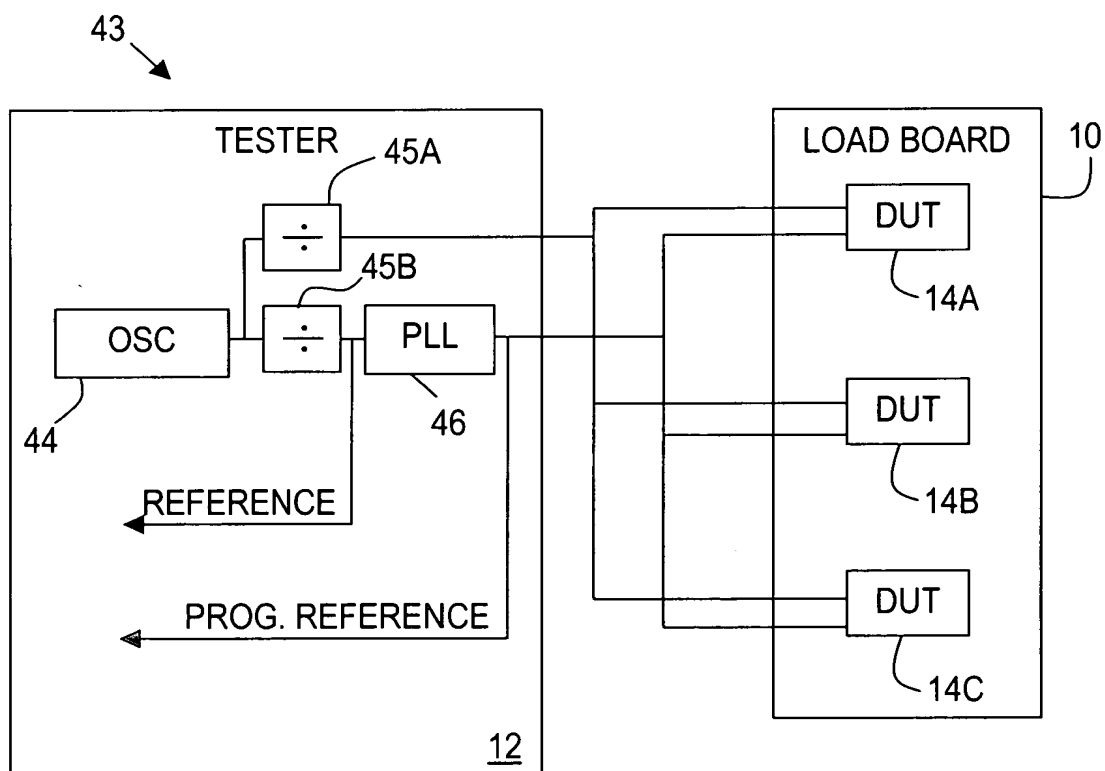 43
TESTER
45A
LOAD BOARD
10
÷
DUT
14A
45B
OSC
÷
PLL
44
46
DUT
14B
REFERENCE
DUT
PROG. REFERENCE
14C
12